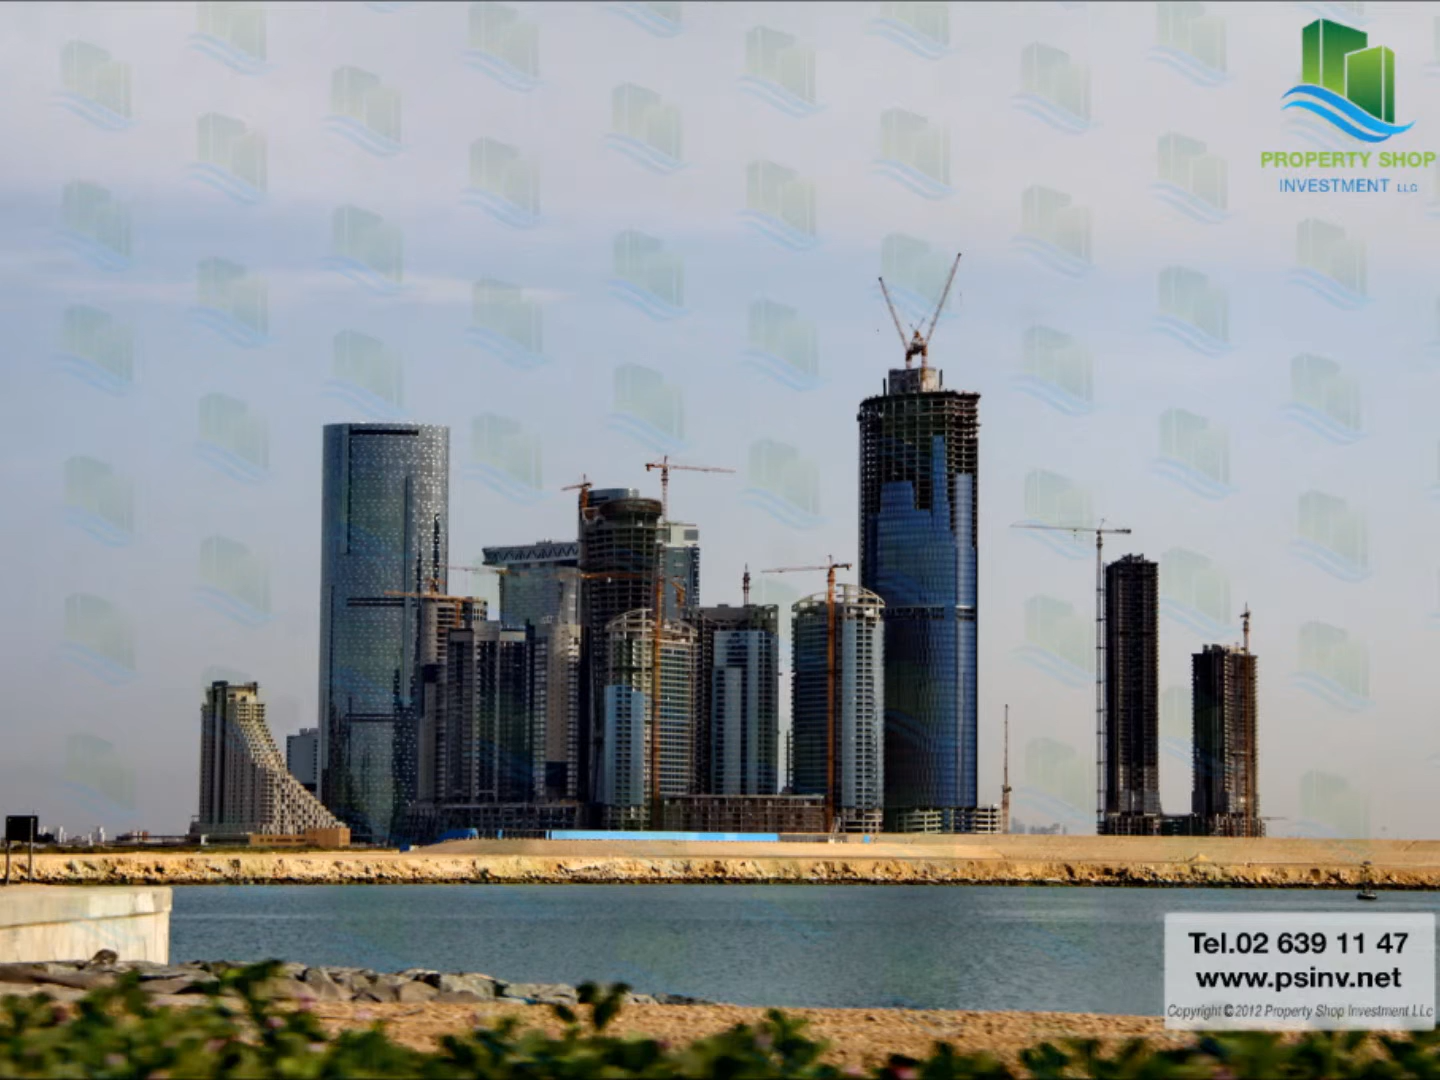 PROPERTY SHOP
INVESTMENT LLC
Tel.02 639 11 47
www.psinv.net
Copyright ©2012 Property Shop Investment LLc